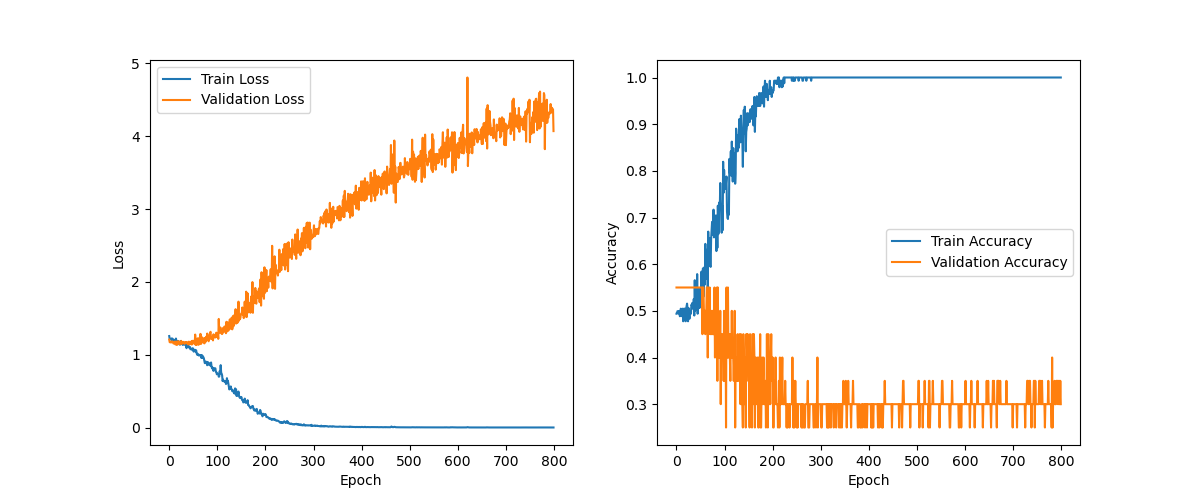 Train Loss
Validation Loss
5
4
3
2
1
0
Loss
0 100 200 300 400 500 600 700 800
Epoch
1.0
0.9
0.8
0.7
0.6
0.5
0.4
0.3
Accuracy
Train Accuracy
Validation Accuracy
0 100 200 300 400 500 600 700 800
Epoch